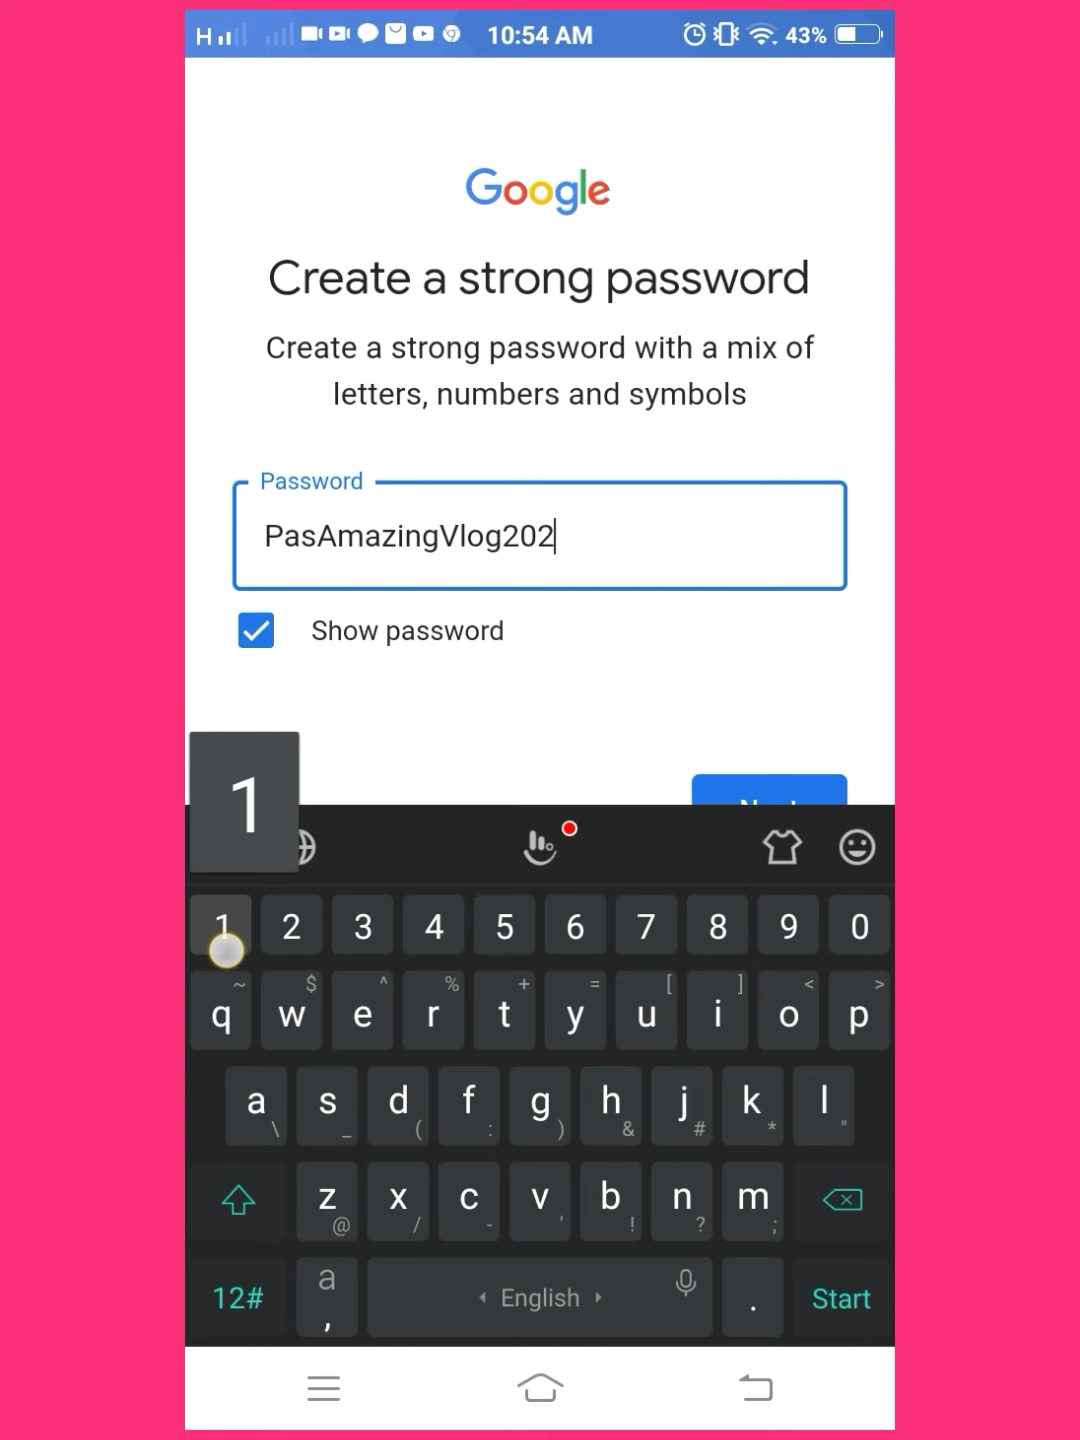 H 10:54 AM 43%
Google
Create a strong password
Create a strong password with a mix of
letters, numbers and symbols
Password
PasAmazingVlog202
Show password
1
1 2 3 4 5 6 7 8 9 0
~ $ ^ % + = [ ] < >
q w e r t y u i o p
a s d f g h j k l
\ _ ( : ) & # * "
z x c v b n m
@ / - ' ! ? ;
12# a , English . Start